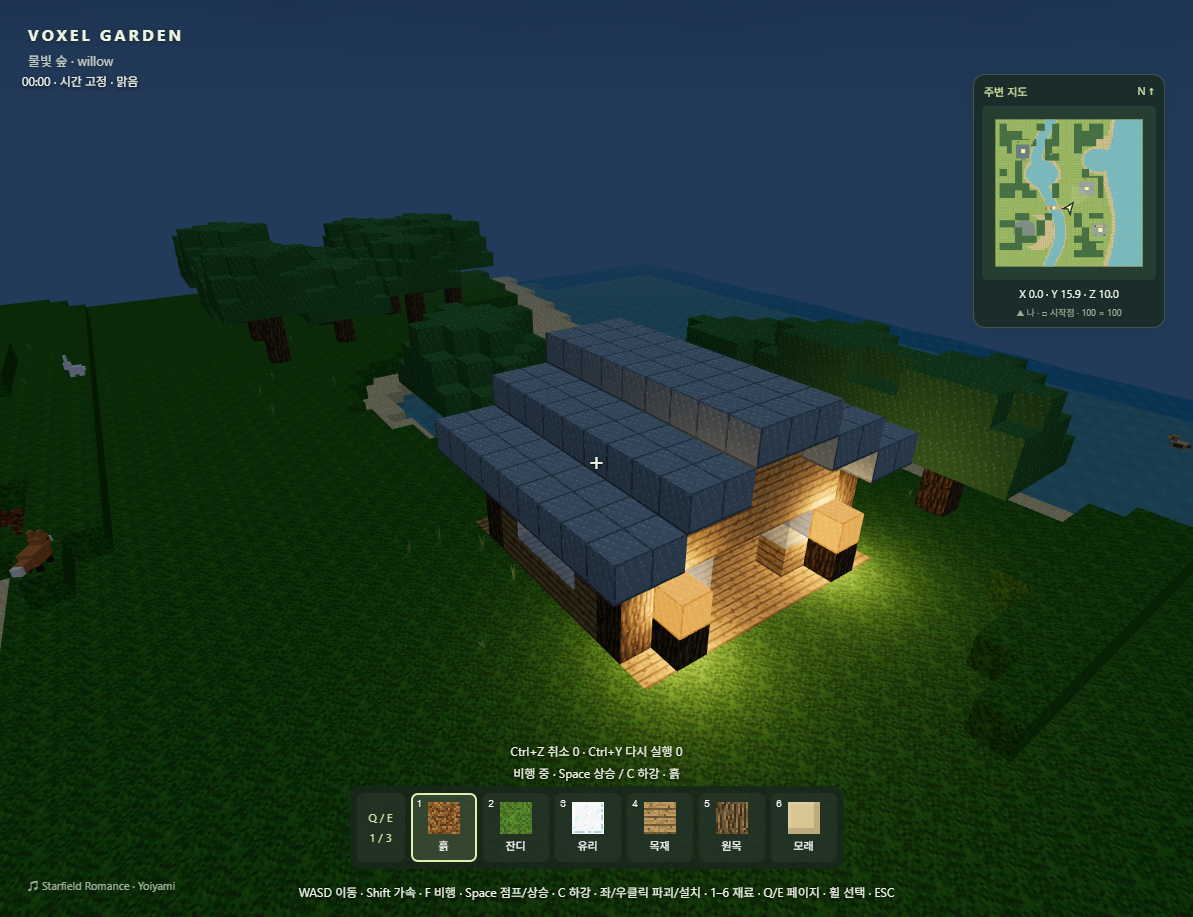 VOXEL GARDEN
물빛 숲 · willow
00:00 · 시간 고정 · 맑음
주변 지도 N ↑
X 0.0 · Y 15.9 · Z 10.0
▲ 나 · □ 시작점 · 100 × 100
Ctrl+Z 취소 0 · Ctrl+Y 다시 실행 0
비행 중 · Space 상승 / C 하강 · 흙
Q / E
1 / 3
1 2 3 4 5 6
흙 잔디 유리 목재 원목 모래
♫ Starfield Romance · Yoiyami
WASD 이동 · Shift 가속 · F 비행 · Space 점프/상승 · C 하강 · 좌/우클릭 파괴/설치 · 1–6 재료 · Q/E 페이지 · 휠 선택 · ESC